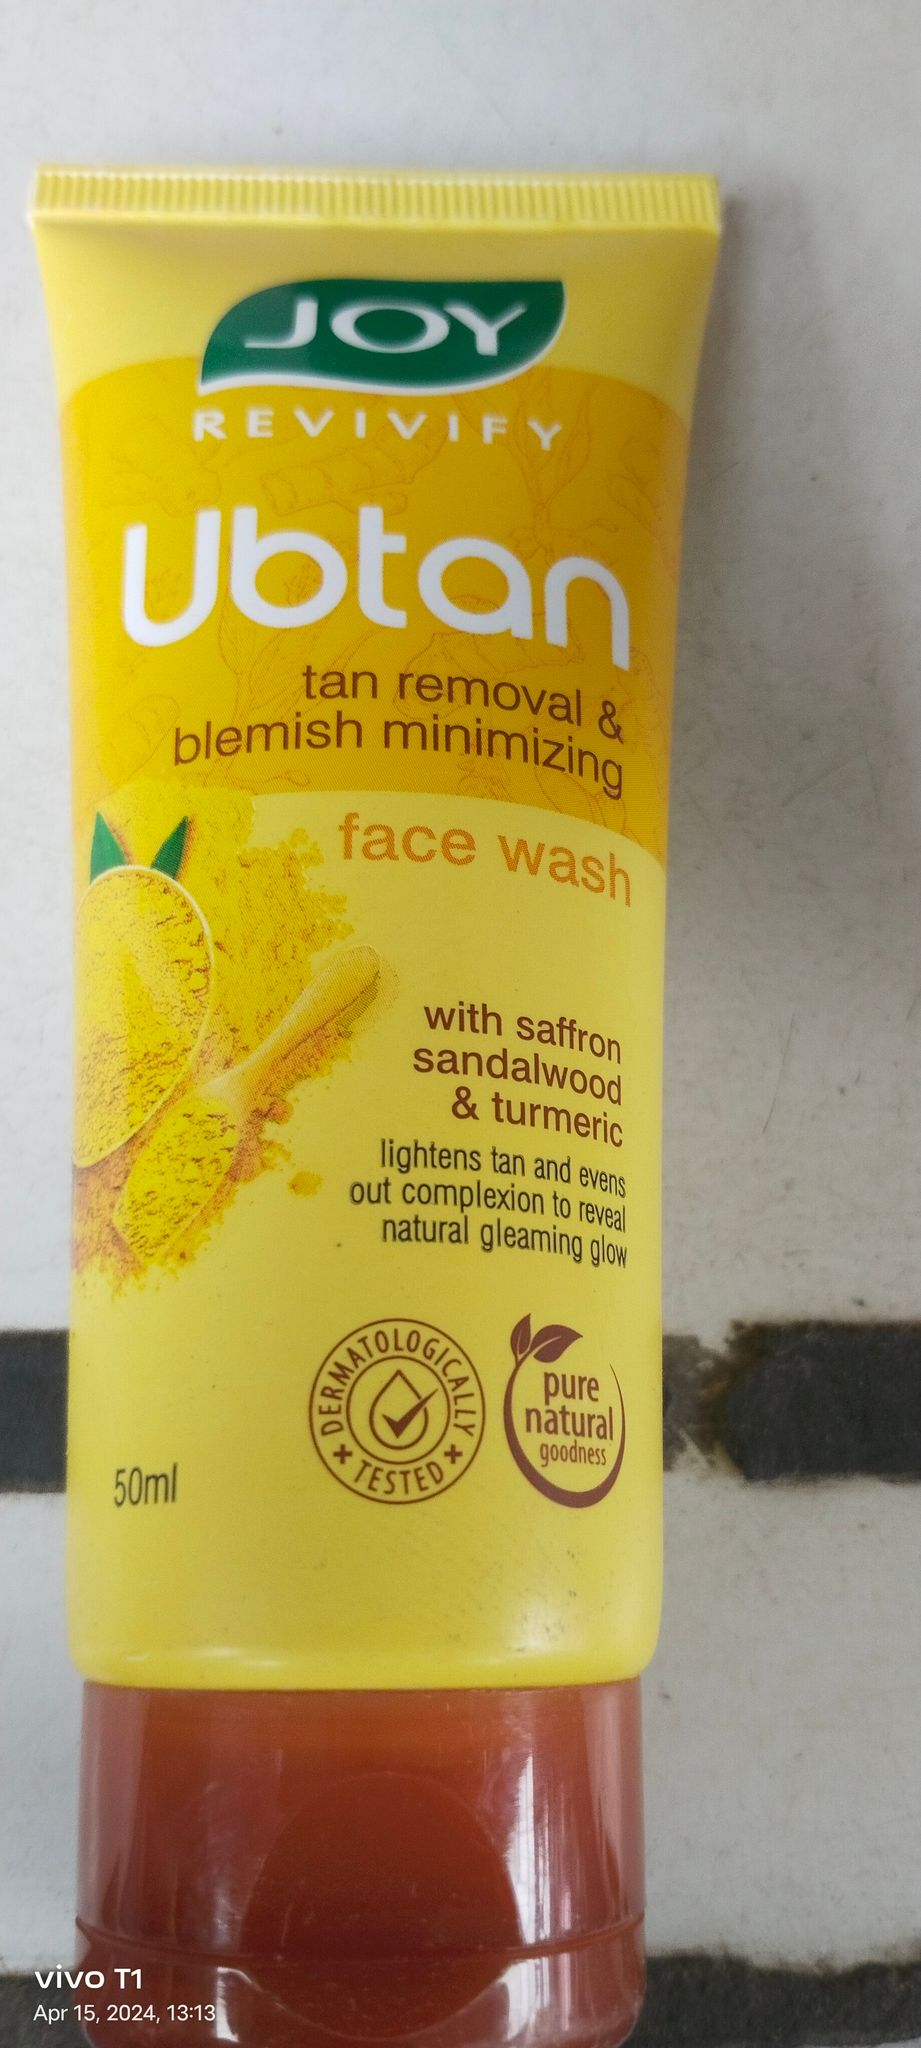 JOY
REVIVIFY
Ubtan
tan removal &
blemish minimizing
face wash
with saffron
sandalwood
& turmeric
lightens tan and evens
out complexion to reveal
natural gleaming glow
DERMATOLOGICALLY
TESTED
pure
natural
goodness
50ml
vivo T1
Apr 15, 2024, 13:13